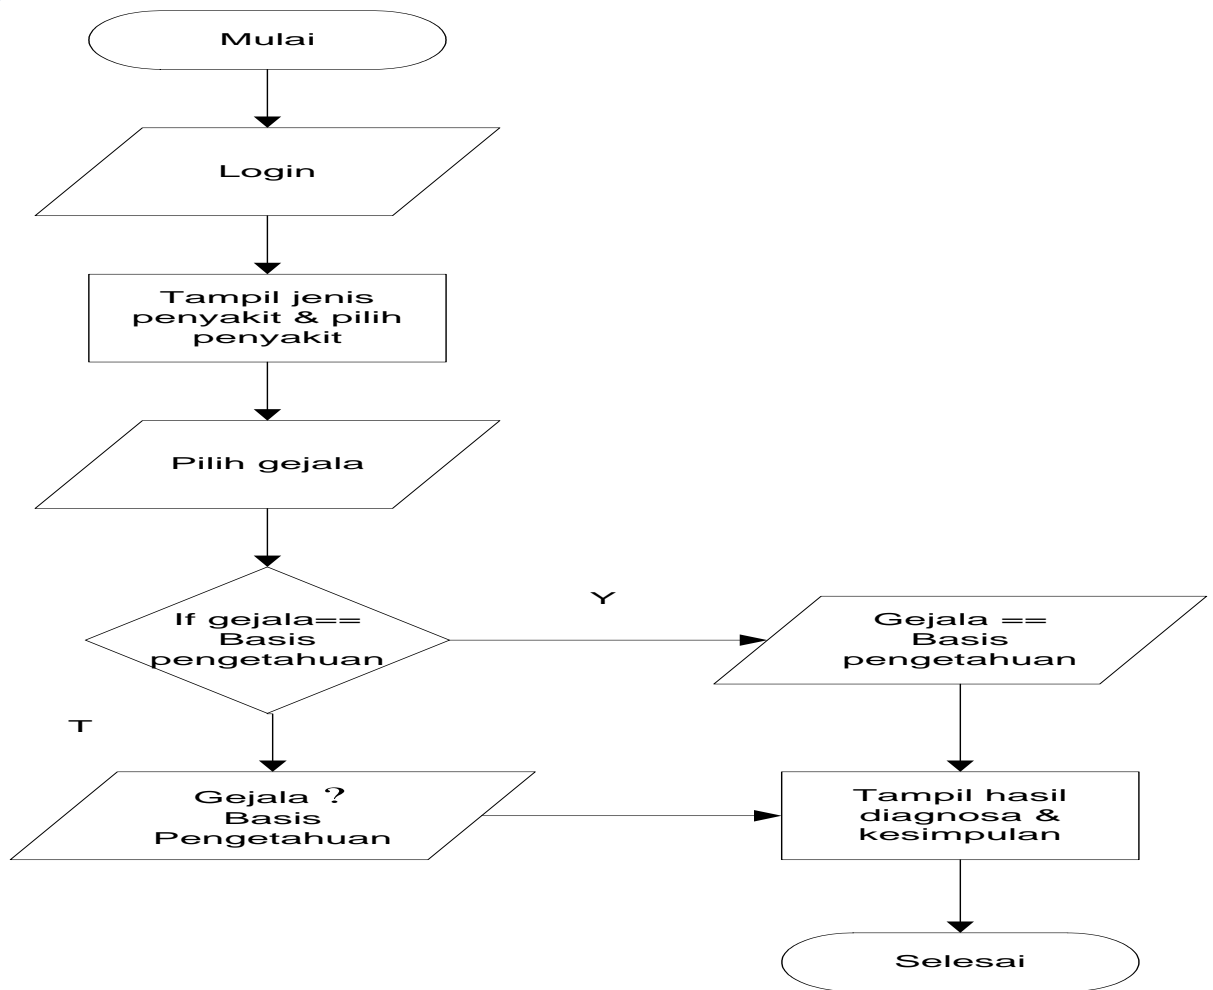 Mulai
Login
Tampil jenis
penyakit & pilih
penyakit
Pilih gejala
If gejala==
Basis
pengetahuan
Y
Gejala ==
Basis
pengetahuan
T
Gejala ?
Basis
Pengetahuan
Tampil hasil
diagnosa &
kesimpulan
Selesai